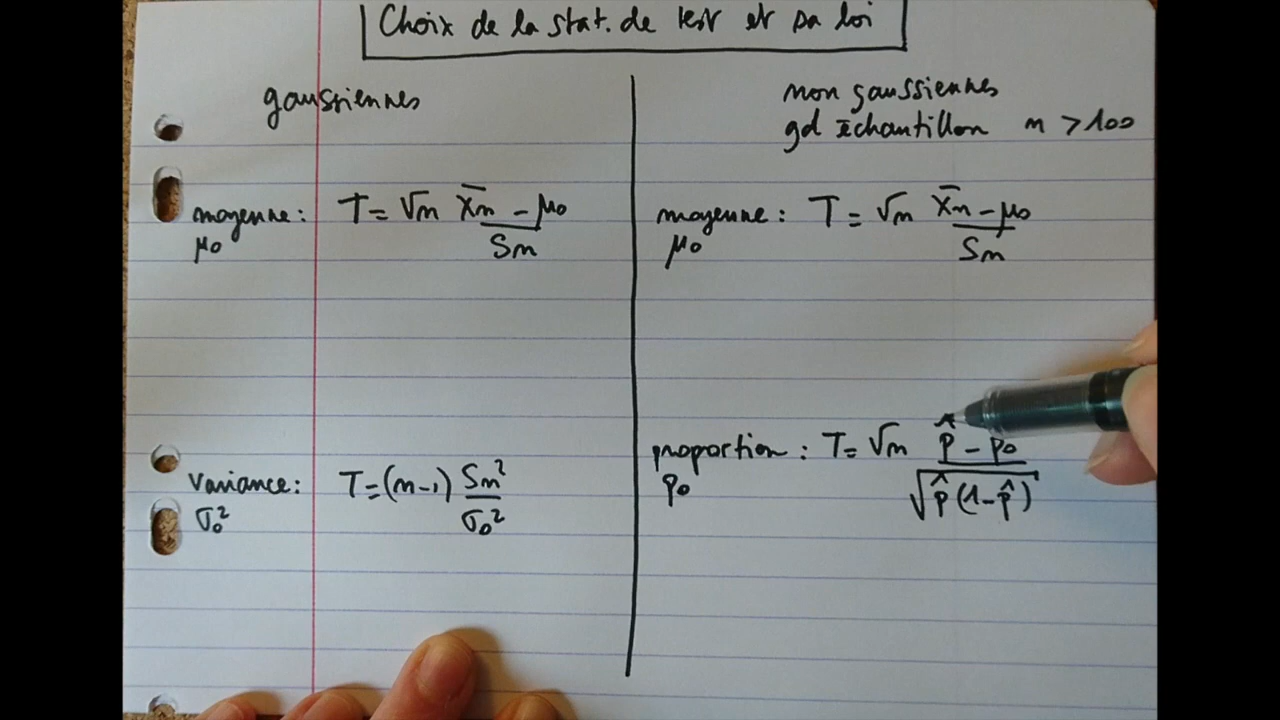 Choix de la stat. de test et sa loi
gaussiennes
moyenne : T = √n X̄n - μ0 / Sn
μ0
variance : T = (n-1) Sn² / σ0²
σ0²
non gaussiennes
gd échantillon n > 100
moyenne : T = √n X̄n - μ0 / Sn
μ0
proportion : T = √n p̂ - p0 / √p̂(1-p̂)
p0